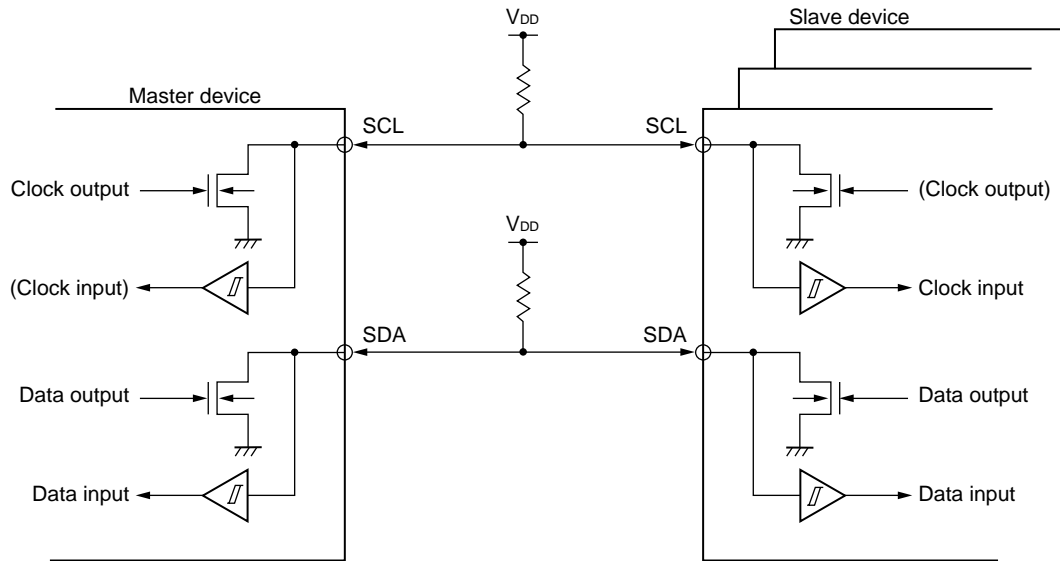 VDD
Slave device
Master device
SCL
SCL
Clock output
(Clock output)
VDD
(Clock input)
Clock input
SDA
SDA
Data output
Data output
Data input
Data input